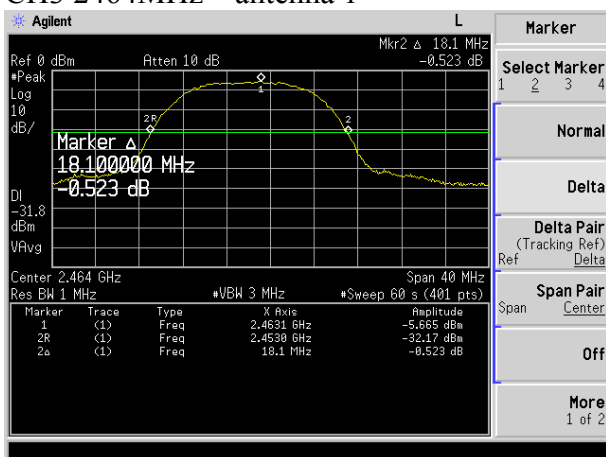 CH5 2464MHz – antenna 1
Agilent L Marker
Mkr2 Δ 18.1 MHz
Ref 0 dBm Atten 10 dB -0.523 dB
#Peak
Log
10
dB/
1
2R
2
Marker Δ
18.100000 MHz
-0.523 dB
DI
-31.8
dBm
VAvg
Center 2.464 GHz Span 40 MHz
Res BW 1 MHz #VBW 3 MHz #Sweep 60 s (401 pts)
Marker Trace Type X Axis Amplitude
1 (1) Freq 2.4631 GHz -5.665 dBm
2R (1) Freq 2.4530 GHz -32.17 dBm
2Δ (1) Freq 18.1 MHz -0.523 dB
Select Marker
1 2 3 4
Normal
Delta
Delta Pair
(Tracking Ref)
Ref Delta
Span Pair
Span Center
Off
More
1 of 2